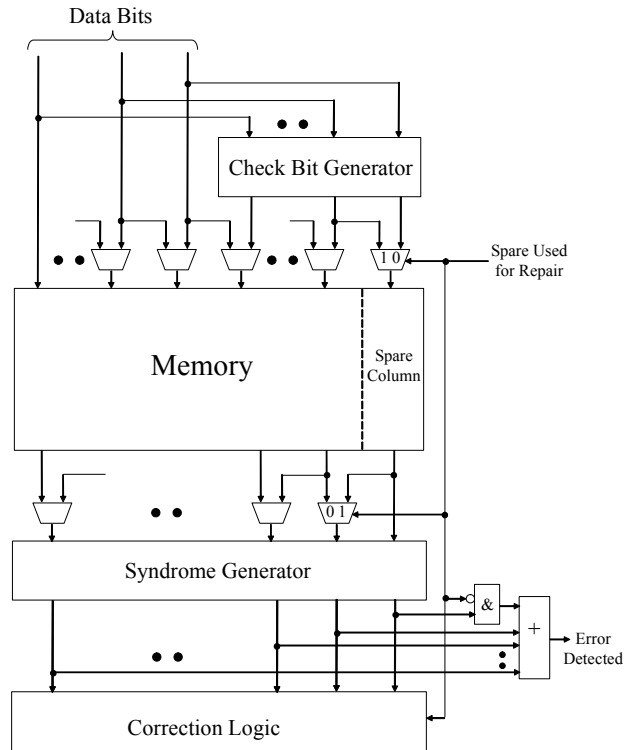 Data Bits
Check Bit Generator
1 0
Spare Used
for Repair
Memory
Spare
Column
0 1
Syndrome Generator
&
+
Error
Detected
Correction Logic